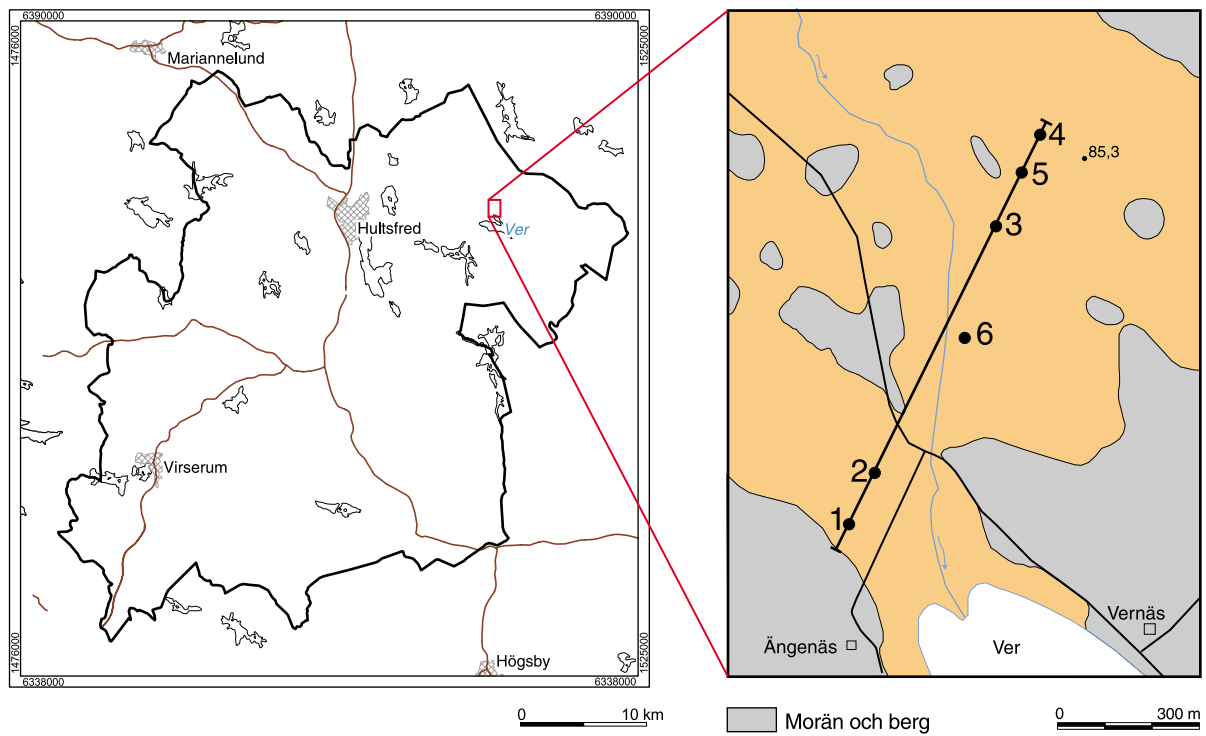 6390000
6390000
1476000
1525000
Mariannelund
Hultsfred
Ver
Virserum
Högsby
1476000
1525000
6338000
6338000
0 10 km
4
85,3
5
3
6
2
1
Vernäs
Ängenäs
Ver
Morän och berg
0 300 m